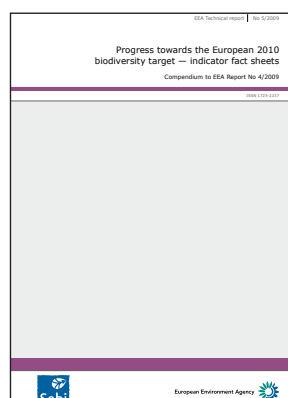 EEA Technical report | No 5/2009
Progress towards the European 2010
biodiversity target — indicator fact sheets
Compendium to EEA Report No 4/2009
ISSN 1725-2237
European Environment Agency